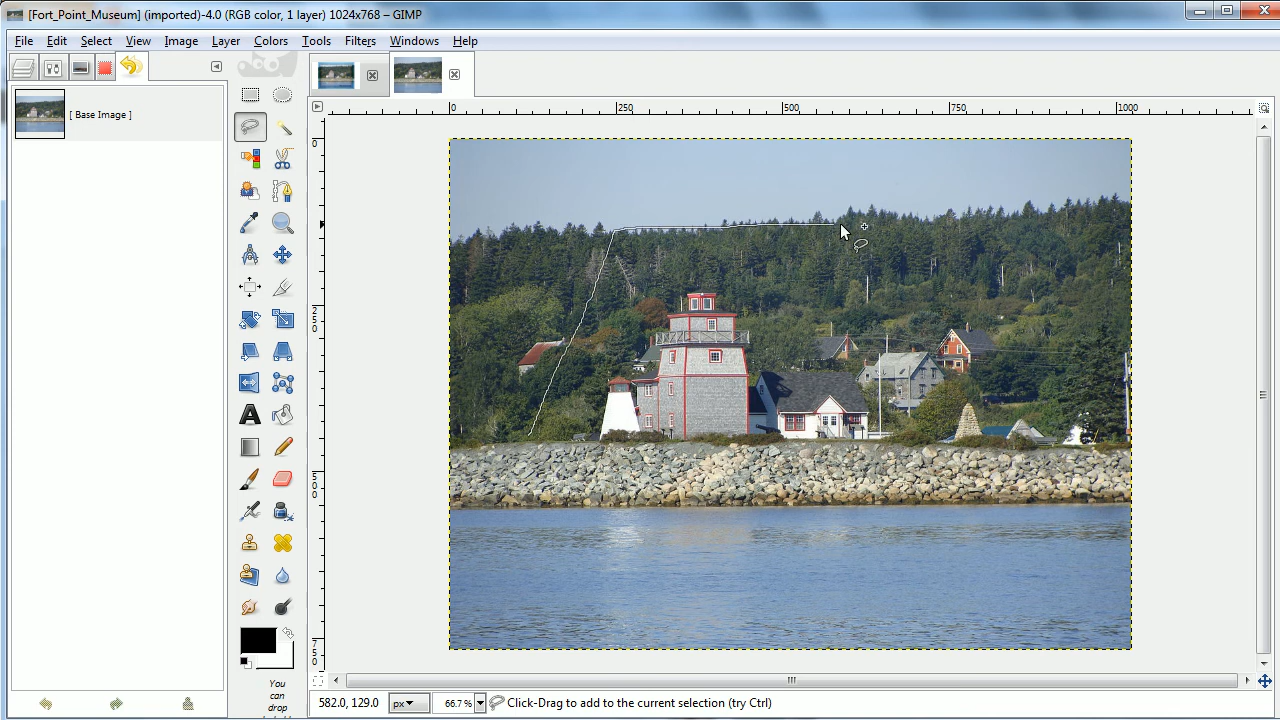 [Fort_Point_Museum] (imported)-4.0 (RGB color, 1 layer) 1024x768 – GIMP
File Edit Select View Image Layer Colors Tools Filters Windows Help
[ Base Image ]
0 250 500 750 1000
0
250
500
750
You
can
drop
582.0, 129.0 px 66.7 % Click-Drag to add to the current selection (try Ctrl)